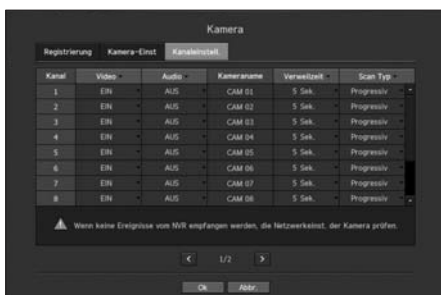 Kamera
Registrierung Kamera-Einst Kanaleinstell.
Kanal Video Audio Kameraname Verweilzeit Scan Typ
1 EIN AUS CAM 01 5 Sek. Progressiv
2 EIN AUS CAM 02 5 Sek. Progressiv
3 EIN AUS CAM 03 5 Sek. Progressiv
4 EIN AUS CAM 04 5 Sek. Progressiv
5 EIN AUS CAM 05 5 Sek. Progressiv
6 EIN AUS CAM 06 5 Sek. Progressiv
7 EIN AUS CAM 07 5 Sek. Progressiv
8 EIN AUS CAM 08 5 Sek. Progressiv
Wenn keine Ereignisse vom NVR empfangen werden, die Netzwerkeinst. der Kamera prüfen.
< 1/2 >
Ok Abbr.